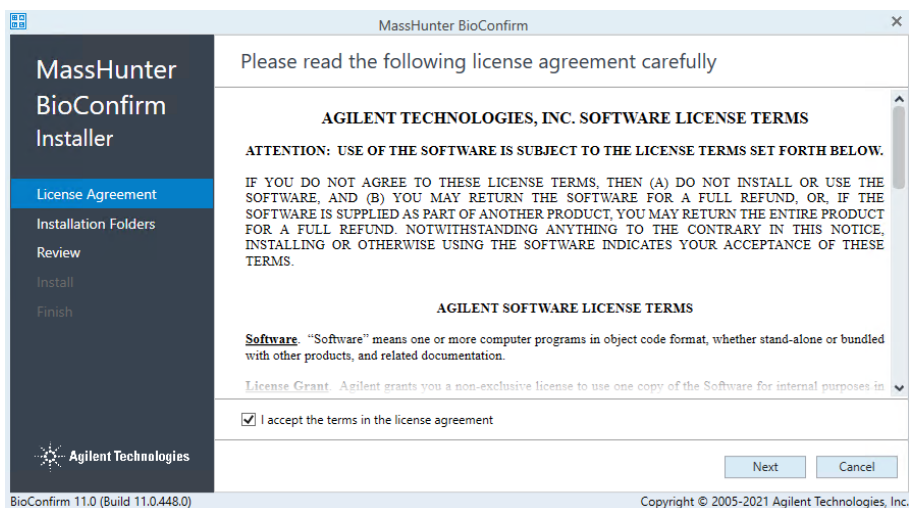 MassHunter BioConfirm
MassHunter
BioConfirm
Installer
License Agreement
Installation Folders
Review
Install
Finish
Agilent Technologies
Please read the following license agreement carefully
AGILENT TECHNOLOGIES, INC. SOFTWARE LICENSE TERMS
ATTENTION: USE OF THE SOFTWARE IS SUBJECT TO THE LICENSE TERMS SET FORTH BELOW.
IF YOU DO NOT AGREE TO THESE LICENSE TERMS, THEN (A) DO NOT INSTALL OR USE THE
SOFTWARE, AND (B) YOU MAY RETURN THE SOFTWARE FOR A FULL REFUND, OR, IF THE
SOFTWARE IS SUPPLIED AS PART OF ANOTHER PRODUCT, YOU MAY RETURN THE ENTIRE PRODUCT
FOR A FULL REFUND. NOTWITHSTANDING ANYTHING TO THE CONTRARY IN THIS NOTICE,
INSTALLING OR OTHERWISE USING THE SOFTWARE INDICATES YOUR ACCEPTANCE OF THESE
TERMS.
AGILENT SOFTWARE LICENSE TERMS
Software. “Software” means one or more computer programs in object code format, whether stand-alone or bundled
with other products, and related documentation.
License Grant. Agilent grants you a non-exclusive license to use one copy of the Software for internal purposes in
I accept the terms in the license agreement
Next
Cancel
BioConfirm 11.0 (Build 11.0.448.0)
Copyright © 2005-2021 Agilent Technologies, Inc.